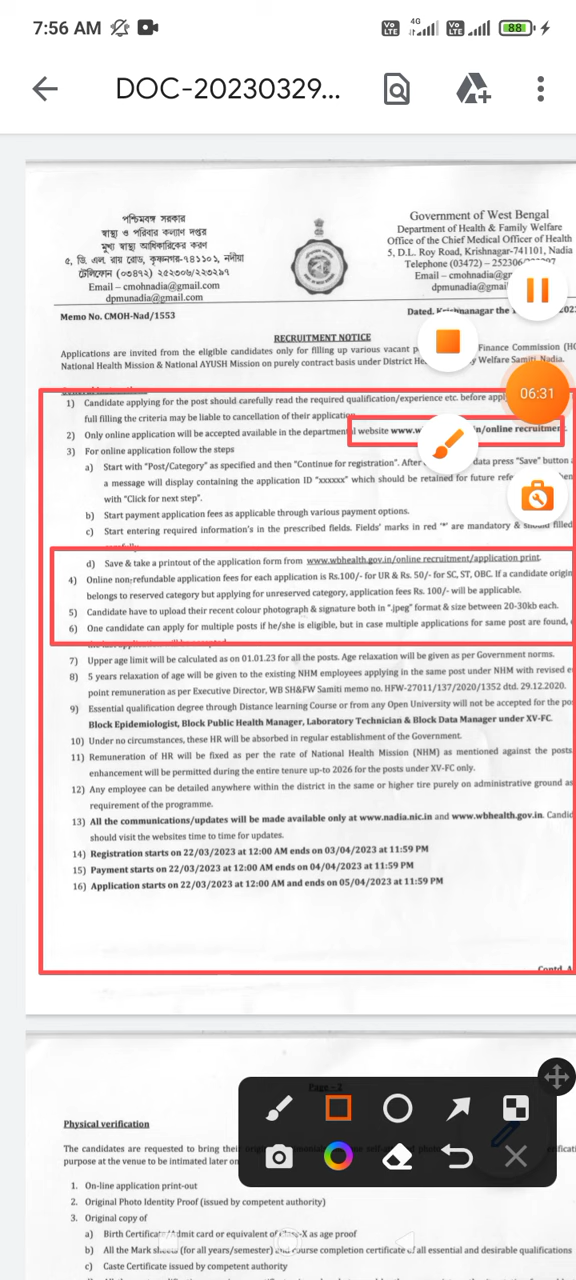 7:56 AM
4G
Vo LTE
Vo LTE
88
DOC-20230329...
পশ্চিমবঙ্গ সরকার
স্বাস্থ্য ও পরিবার কল্যাণ দপ্তর
মুখ্য স্বাস্থ্য আধিকারিকের করণ
৫, ডি. এল. রায় রোড, কৃষ্ণনগর-৭৪১১০১, নদীয়া
টেলিফোন (০৩৪৭২) ২৫২৩০৬/২২৩২৯৭
Email – cmohnadia@gmail.com
dpmunadia@gmail.com
Government of West Bengal
Department of Health & Family Welfare
Office of the Chief Medical Officer of Health
5, D.L. Roy Road, Krishnagar-741101, Nadia
Telephone (03472) – 252306/
Email – cmohnadia@gr
dpmunadia@gmai
Memo No. CMOH-Nad/1553
Dated. Krishnanagar the
202
RECRUITMENT NOTICE
Applications are invited from the eligible candidates only for filling up various vacant p Finance Commission (H
National Health Mission & National AYUSH Mission on purely contract basis under District He y Welfare Samiti, Nadia.
06:31
1) Candidate applying for the post should carefully read the required qualification/experience etc. before appl
full filling the criteria may be liable to cancellation of their application
2) Only online application will be accepted available in the departmental website www.w in/online recruitment
3) For online application follow the steps
a) Start with "Post/Category" as specified and then "Continue for registration". After data press "Save" button
a message will display containing the application ID "xxxxxx" which should be retained for future refe
with "Click for next step".
b) Start payment application fees as applicable through various payment options.
c) Start entering required information's in the prescribed fields. Fields' marks in red '*' are mandatory & should filled
d) Save & take a printout of the application form from www.wbhealth.gov.in/online recruitment/application print.
4) Online non-refundable application fees for each application is Rs.100/- for UR & Rs. 50/- for SC, ST, OBC. If a candidate origin
belongs to reserved category but applying for unreserved category, application fees Rs. 100/- will be applicable.
5) Candidate have to upload their recent colour photograph & signature both in ".jpeg" format & size between 20-30kb each.
6) One candidate can apply for multiple posts if he/she is eligible, but in case multiple applications for same post are found,
7) Upper age limit will be calculated as on 01.01.23 for all the posts. Age relaxation will be given as per Government norms.
8) 5 years relaxation of age will be given to the existing NHM employees applying in the same post under NHM with revised e
point remuneration as per Executive Director, WB SH&FW Samiti memo no. HFW-27011/137/2020/1352 dtd. 29.12.2020.
9) Essential qualification degree through Distance learning Course or from any Open University will not be accepted for the po
Block Epidemiologist, Block Public Health Manager, Laboratory Technician & Block Data Manager under XV-FC.
10) Under no circumstances, these HR will be absorbed in regular establishment of the Government.
11) Remuneration of HR will be fixed as per the rate of National Health Mission (NHM) as mentioned against the posts
enhancement will be permitted during the entire tenure up-to 2026 for the posts under XV-FC only.
12) Any employee can be detailed anywhere within the district in the same or higher tire purely on administrative ground as
requirement of the programme.
13) All the communications/updates will be made available only at www.nadia.nic.in and www.wbhealth.gov.in. Candid
should visit the websites time to time for updates.
14) Registration starts on 22/03/2023 at 12:00 AM ends on 03/04/2023 at 11:59 PM
15) Payment starts on 22/03/2023 at 12:00 AM ends on 04/04/2023 at 11:59 PM
16) Application starts on 22/03/2023 at 12:00 AM and ends on 05/04/2023 at 11:59 PM
Page – 2
Physical verification
The candidates are requested to bring their
purpose at the venue to be intimated later on
1. On-line application print-out
2. Original Photo Identity Proof (issued by competent authority)
3. Original copy of
a) Birth Certificate/Admit card or equivalent of Class-X as age proof
b) All the Mark sheets (for all years/semester) and course completion certificate of all essential and desirable qualifications
c) Caste Certificate issued by competent authority